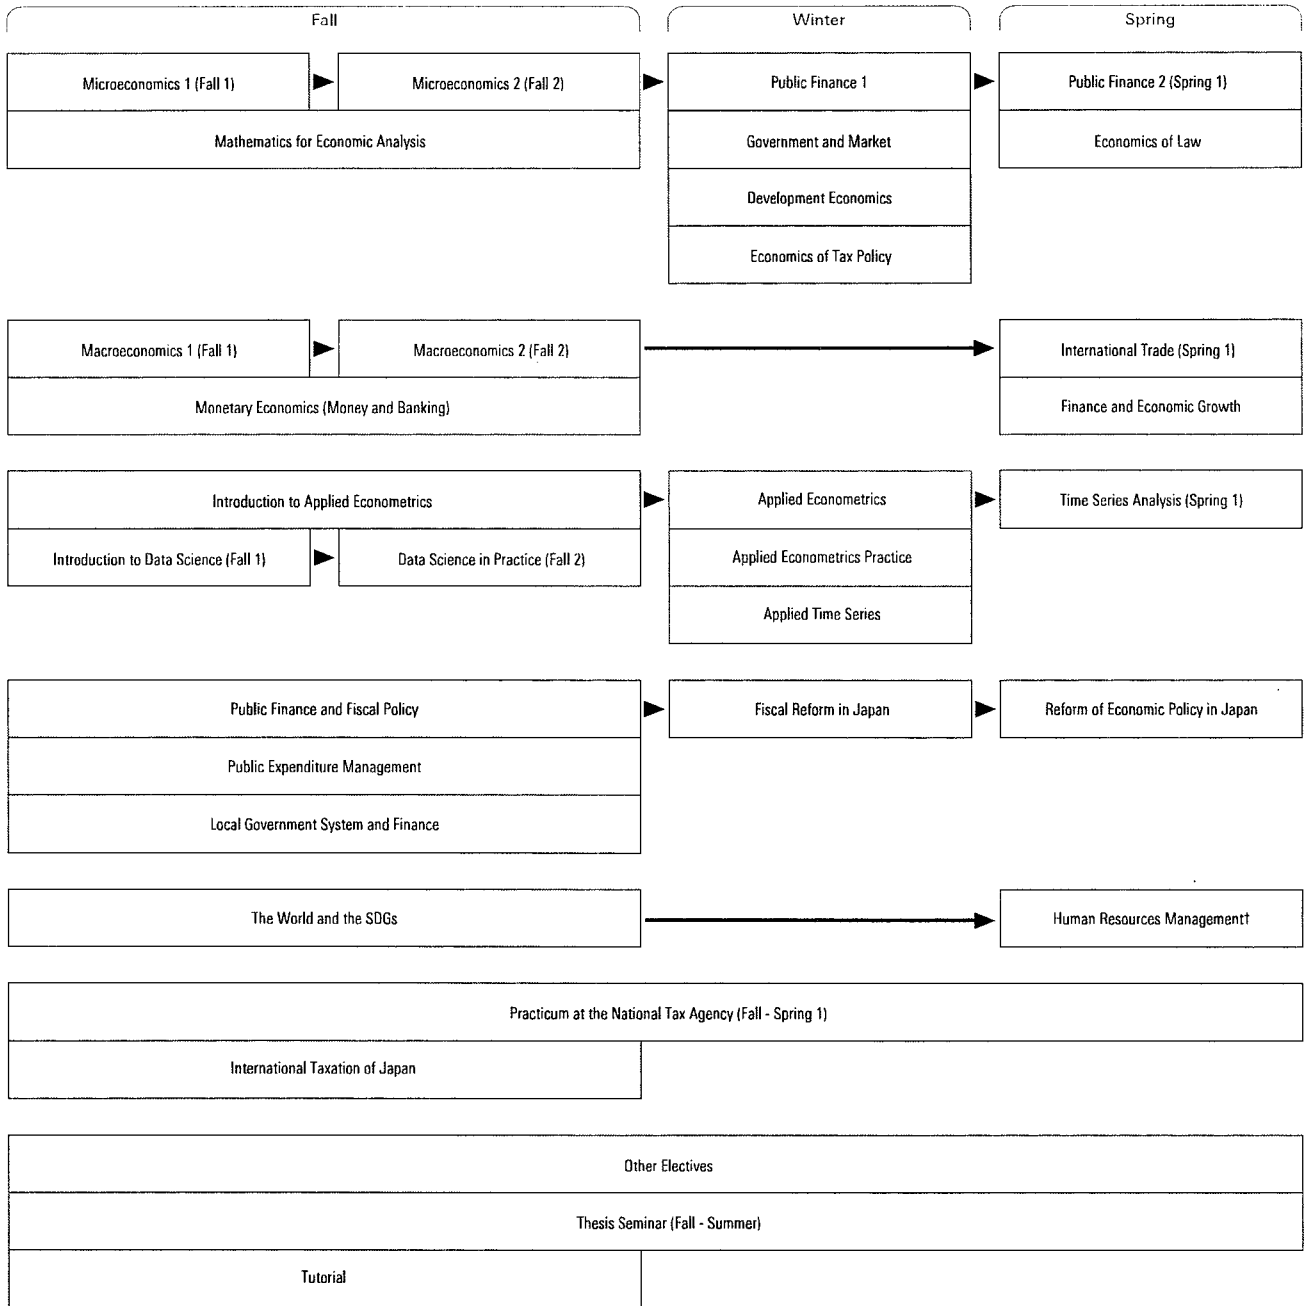 Fall
Winter
Spring
Microeconomics 1 (Fall 1)
Microeconomics 2 (Fall 2)
Public Finance 1
Public Finance 2 (Spring 1)
Mathematics for Economic Analysis
Government and Market
Economics of Law
Development Economics
Economics of Tax Policy
Macroeconomics 1 (Fall 1)
Macroeconomics 2 (Fall 2)
International Trade (Spring 1)
Monetary Economics (Money and Banking)
Finance and Economic Growth
Introduction to Applied Econometrics
Applied Econometrics
Time Series Analysis (Spring 1)
Introduction to Data Science (Fall 1)
Data Science in Practice (Fall 2)
Applied Econometrics Practice
Applied Time Series
Public Finance and Fiscal Policy
Fiscal Reform in Japan
Reform of Economic Policy in Japan
Public Expenditure Management
Local Government System and Finance
The World and the SDGs
Human Resources Management†
Practicum at the National Tax Agency (Fall - Spring 1)
International Taxation of Japan
Other Electives
Thesis Seminar (Fall - Summer)
Tutorial